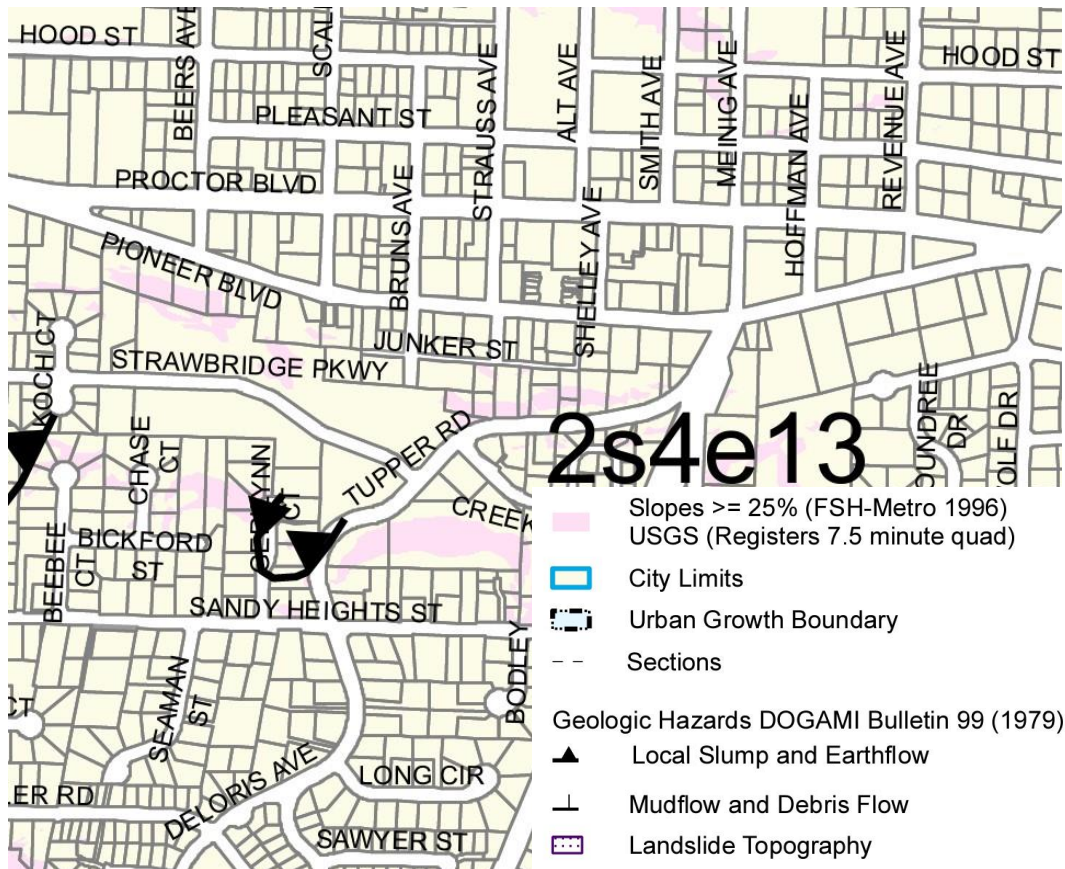 HOOD ST
BEERS AVE
STRAUSS AVE
ALT AVE
SMITH AVE
MEINIG AVE
HOFFMAN AVE
REVENUE AVE
HOOD ST
PLEASANT ST
PROCTOR BLVD
BRUNS AVE
SHELLEY AVE
PIONEER BLVD
JUNKER ST
STRAWBRIDGE PKWY
KOCH CT
CHASE
CT
TUPPER RD
2s4e13
DR
CT
CREEK
BICKFORD
ST
BEEBEE
CT
SANDY HEIGHTS ST
BODLEY
SEAMAN
ST
CT
DELORIS AVE
LONG CIR
SAWYER ST
Slopes >= 25% (FSH-Metro 1996)
USGS (Registers 7.5 minute quad)
City Limits
Urban Growth Boundary
Sections
Geologic Hazards DOGAMI Bulletin 99 (1979)
Local Slump and Earthflow
Mudflow and Debris Flow
Landslide Topography